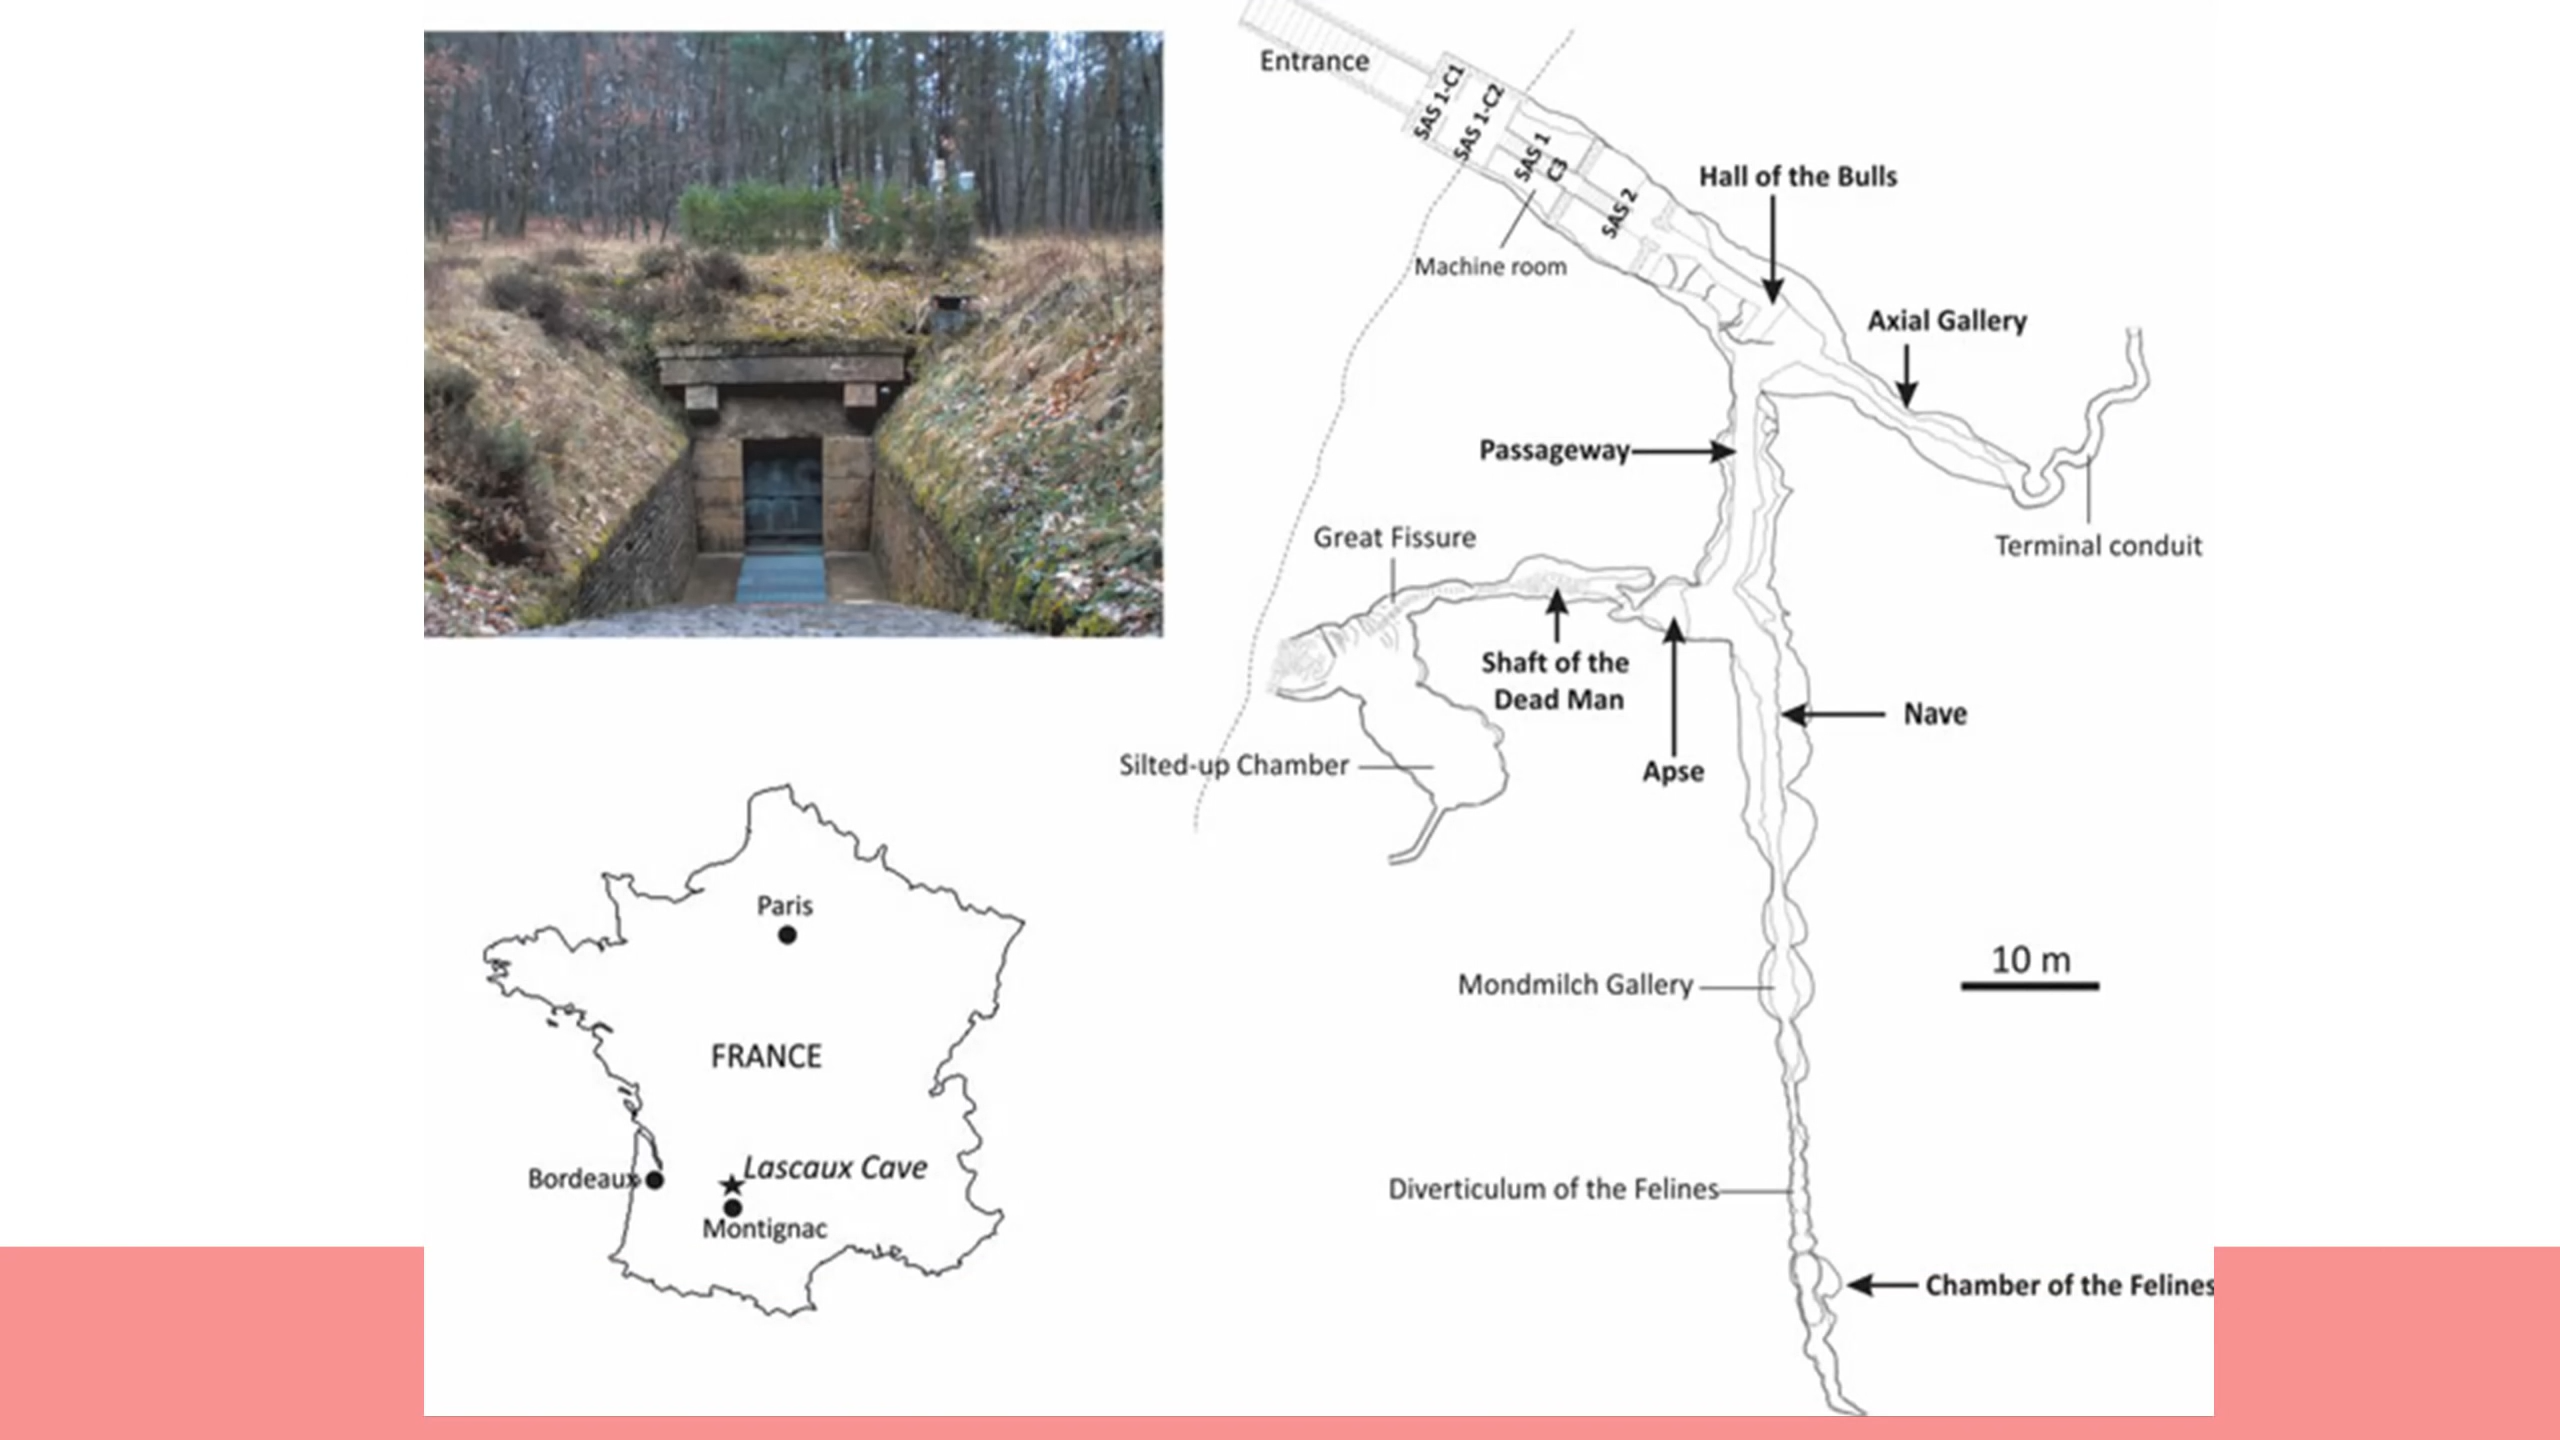 Entrance
SAS 1-C1
SAS 1-C2
SAS 1
C3
SAS 2
Machine room
Hall of the Bulls
Axial Gallery
Passageway
Great Fissure
Terminal conduit
Shaft of the
Dead Man
Nave
Silted-up Chamber
Apse
Paris
10 m
Mondmilch Gallery
FRANCE
Lascaux Cave
Bordeaux
Montignac
Diverticulum of the Felines
Chamber of the Felines